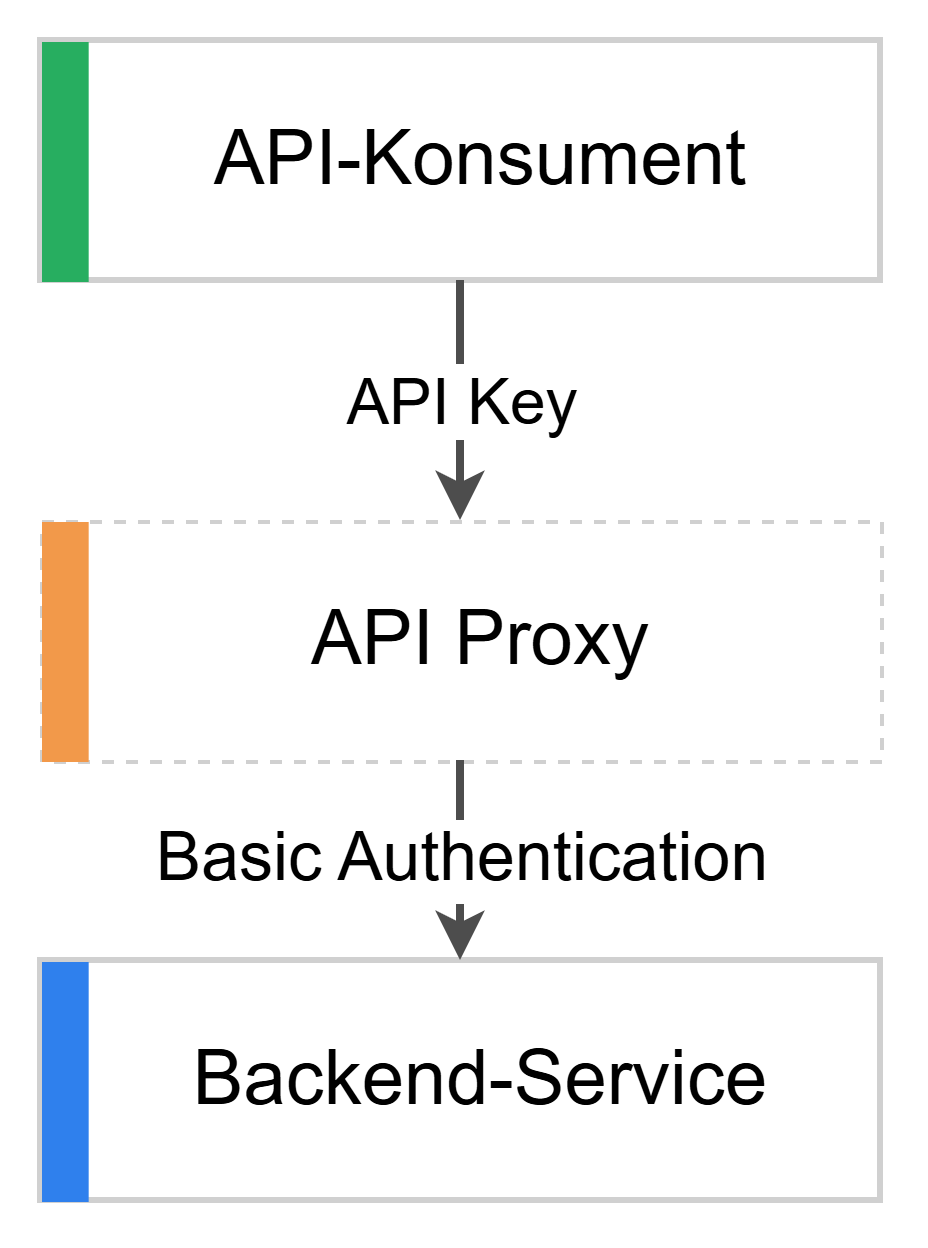 API-Konsument
API Key
API Proxy
Basic Authentication
Backend-Service